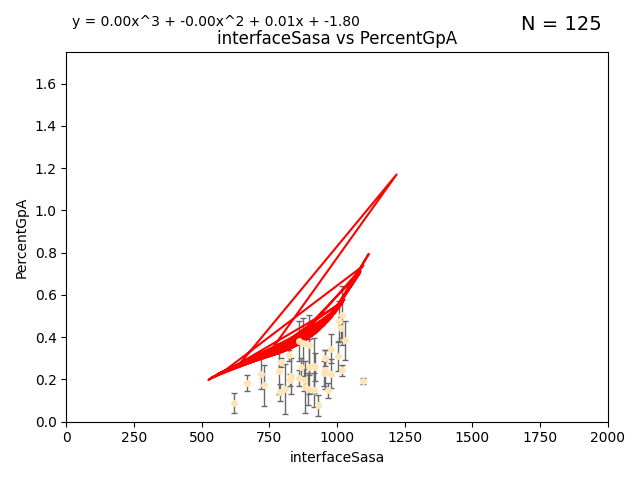 y = 0.00x^3 + -0.00x^2 + 0.01x + -1.80
N = 125
interfaceSasa vs PercentGpA
1.6
1.4
1.2
1.0
0.8
0.6
0.4
0.2
0.0
PercentGpA
0 250 500 750 1000 1250 1500 1750 2000
interfaceSasa